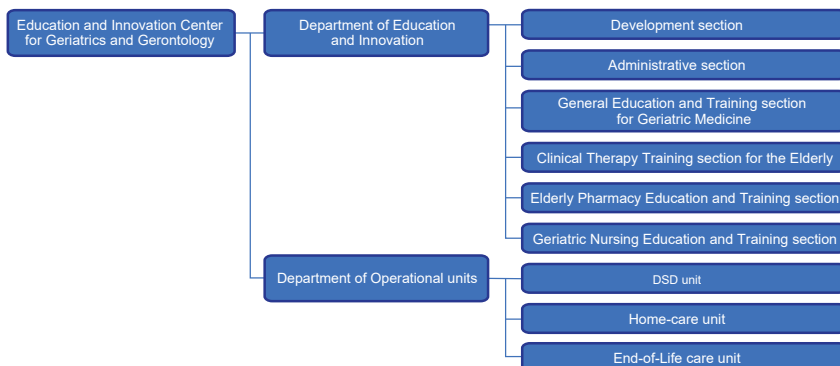 Education and Innovation Center
for Geriatrics and Gerontology
Department of Education
and Innovation
Development section
Administrative section
General Education and Training section
for Geriatric Medicine
Clinical Therapy Training section for the Elderly
Elderly Pharmacy Education and Training section
Geriatric Nursing Education and Training section
Department of Operational units
DSD unit
Home-care unit
End-of-Life care unit